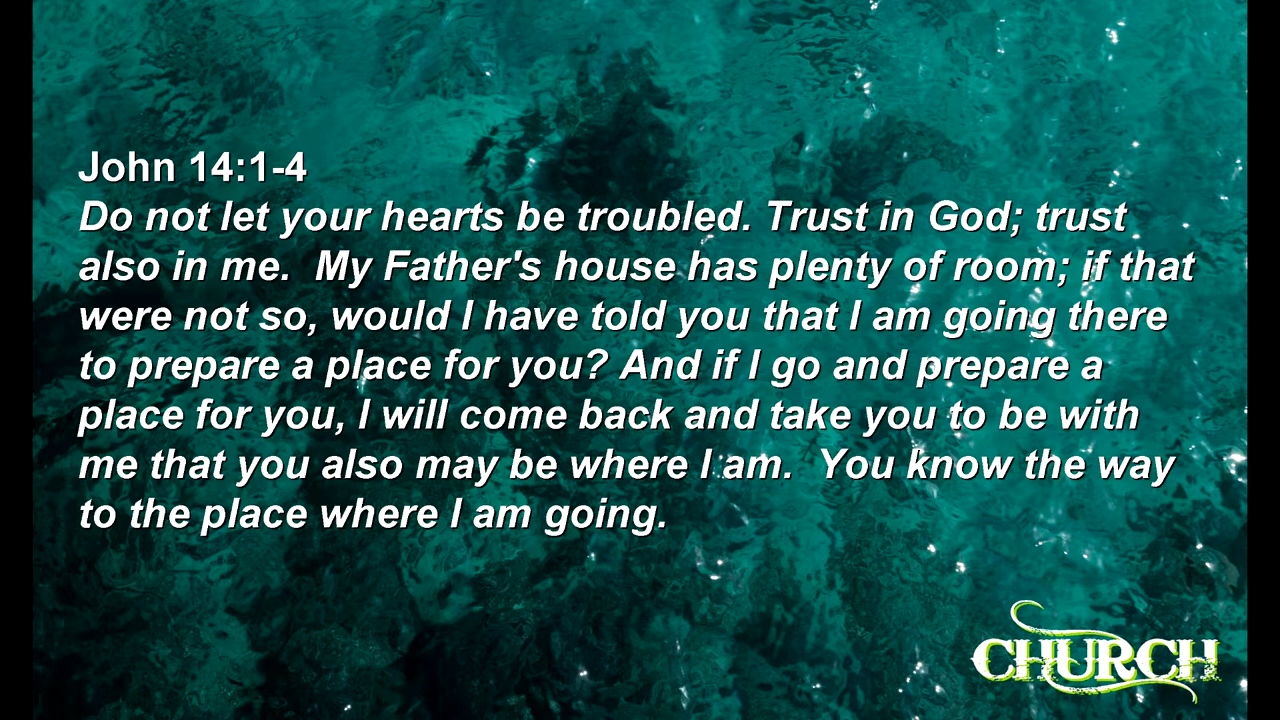 John 14:1-4
Do not let your hearts be troubled. Trust in God; trust
also in me.  My Father's house has plenty of room; if that
were not so, would I have told you that I am going there
to prepare a place for you? And if I go and prepare a
place for you, I will come back and take you to be with
me that you also may be where I am.  You know the way
to the place where I am going.
CHURCH